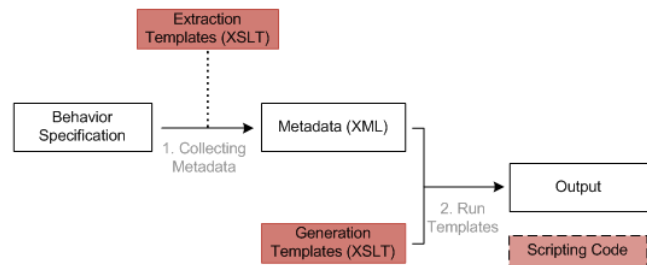 Extraction
Templates (XSLT)
Behavior
Specification
1. Collecting
Metadata
Metadata (XML)
Generation
Templates (XSLT)
2. Run
Templates
Output
Scripting Code